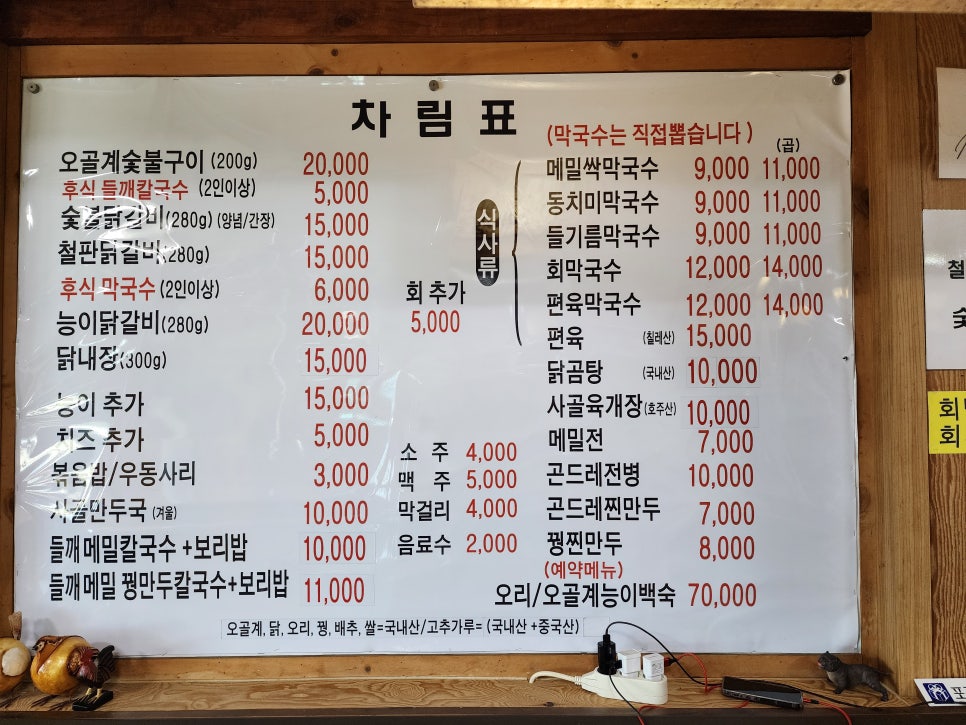 차림표
오골계숯불구이 (200g) 20,000
후식 들깨칼국수 (2인이상) 5,000
숯불닭갈비(280g) (양념/간장) 15,000
철판닭갈비(280g) 15,000
후식 막국수(2인이상) 6,000
능이닭갈비(280g) 20,000
닭내장(300g) 15,000
능이 추가 15,000
치즈 추가 5,000
볶음밥/우동사리 3,000
사골만두국 (겨울) 10,000
들깨 메밀칼국수 +보리밥 10,000
들깨 메밀 꿩만두칼국수+보리밥 11,000
회 추가
5,000
소 주 4,000
맥 주 5,000
막걸리 4,000
음료수 2,000
식사류
(막국수는 직접뽑습니다)
(곱)
메밀싹막국수 9,000 11,000
동치미막국수 9,000 11,000
들기름막국수 9,000 11,000
회막국수 12,000 14,000
편육막국수 12,000 14,000
편육 (칠레산) 15,000
닭곰탕 (국내산) 10,000
사골육개장(호주산) 10,000
메밀전 7,000
곤드레전병 10,000
곤드레찐만두 7,000
꿩찐만두 8,000
(예약메뉴)
오리/오골계능이백숙 70,000
오골계, 닭, 오리, 꿩, 배추, 쌀=국내산/고추가루= (국내산 +중국산)
철
숯
회
회